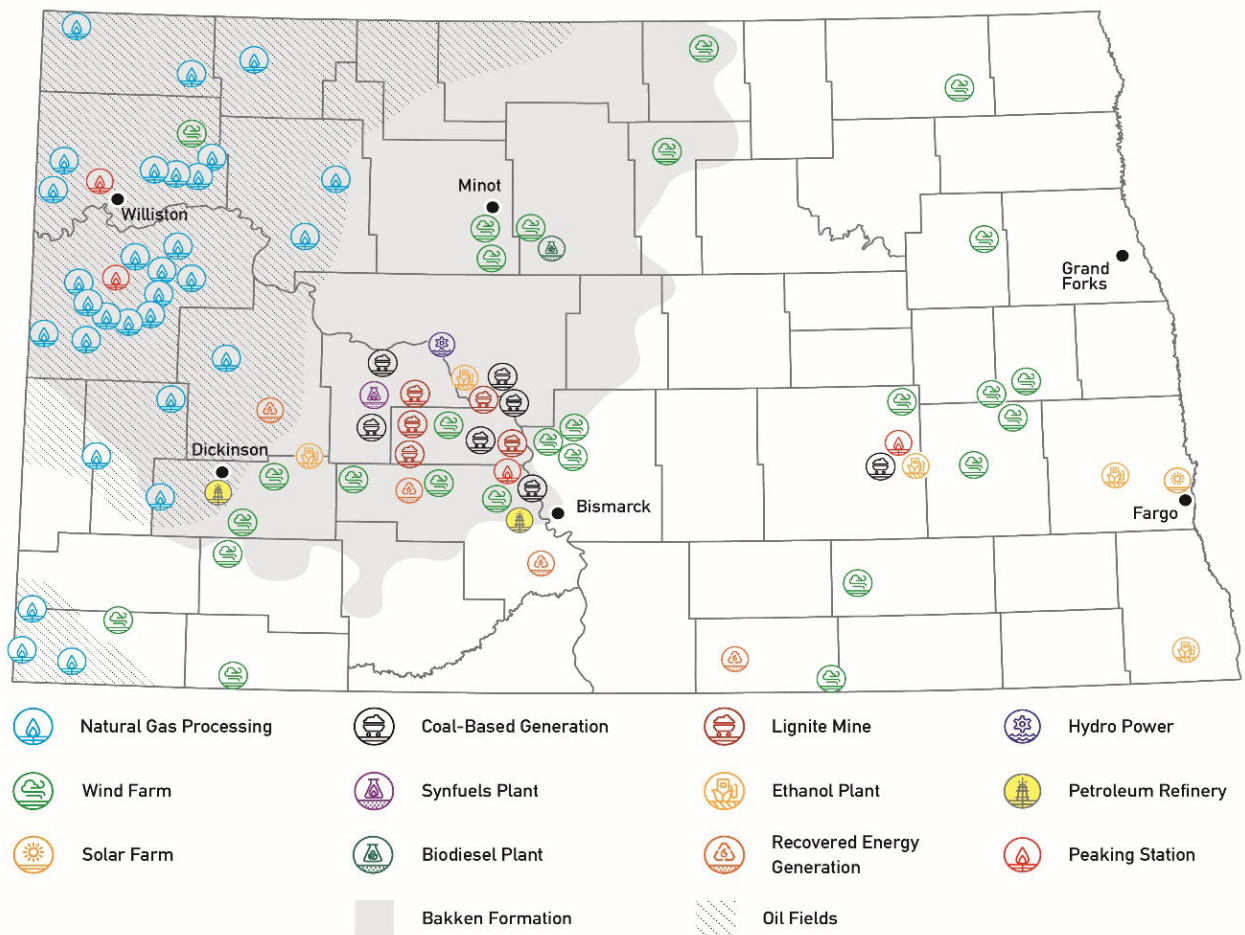 Minot
Williston
Grand
Forks
Dickinson
Bismarck
Fargo
Natural Gas Processing
Coal-Based Generation
Lignite Mine
Hydro Power
Wind Farm
Synfuels Plant
Ethanol Plant
Petroleum Refinery
Solar Farm
Biodiesel Plant
Recovered Energy
Generation
Peaking Station
Bakken Formation
Oil Fields